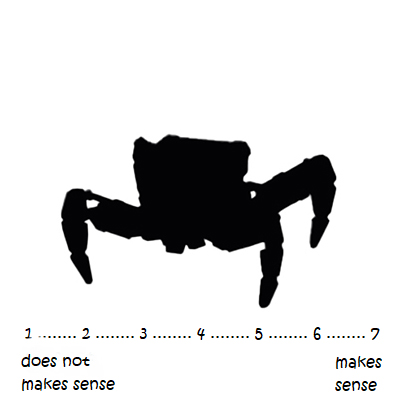 1 ........ 2 ........ 3 ........ 4 ........ 5 ........ 6 ........ 7
does not
makes sense
makes
sense